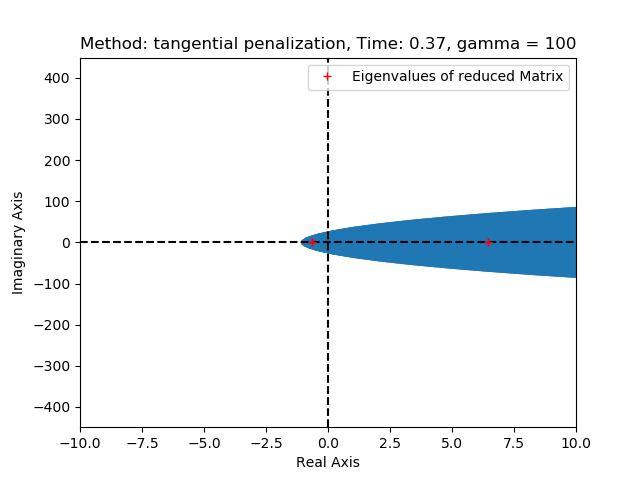 Method: tangential penalization, Time: 0.37, gamma = 100
Eigenvalues of reduced Matrix
400
300
200
100
0
−100
−200
−300
−400
Imaginary Axis
−10.0 −7.5 −5.0 −2.5 0.0 2.5 5.0 7.5 10.0
Real Axis